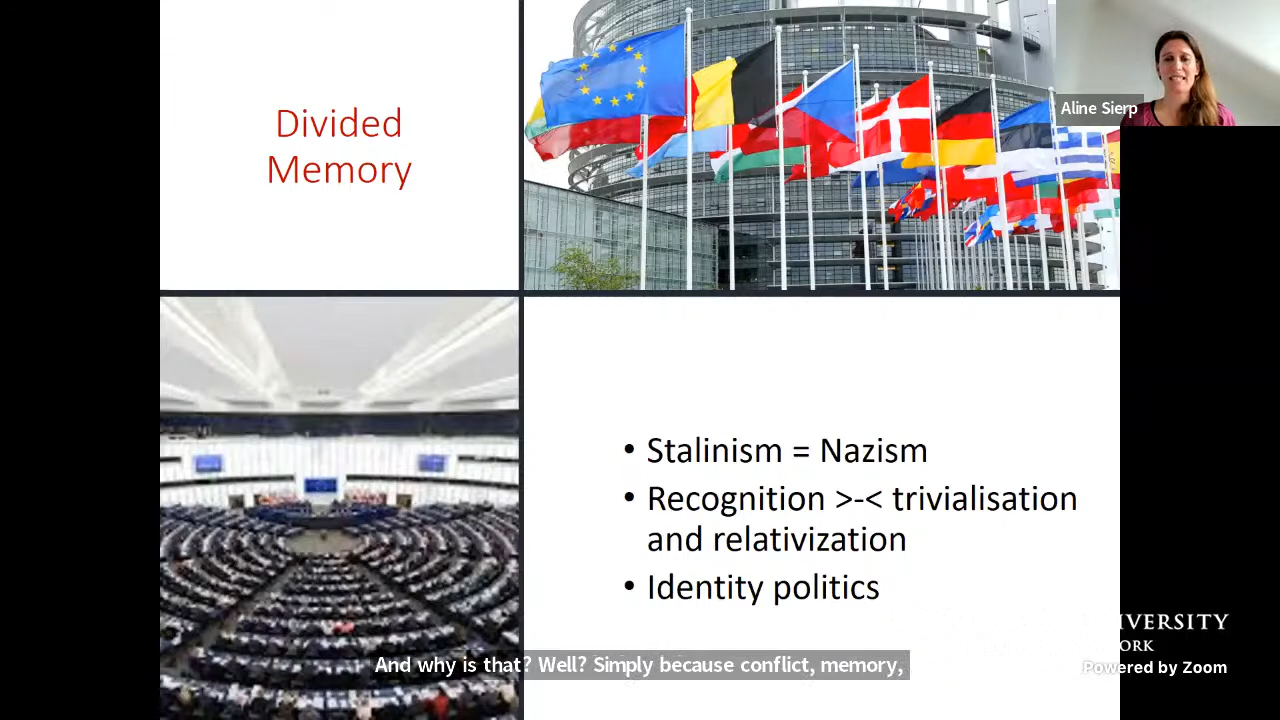 Divided
Memory
Aline Sierp
• Stalinism = Nazism
• Recognition >-< trivialisation
and relativization
• Identity politics
And why is that? Well? Simply because conflict, memory,
Powered by Zoom